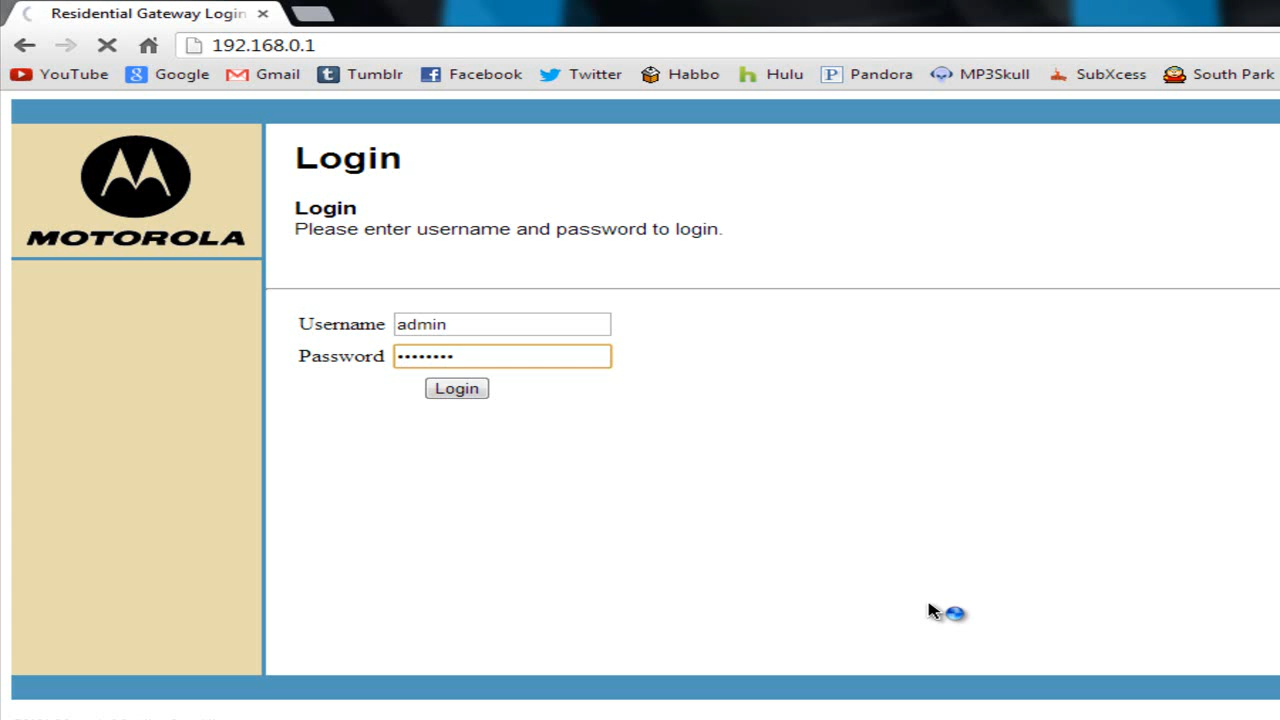 Residential Gateway Login
192.168.0.1
YouTube Google Gmail Tumblr Facebook Twitter Habbo Hulu Pandora MP3Skull SubXcess South Park
MOTOROLA
Login
Login
Please enter username and password to login.
Username admin
Password ••••••••
Login